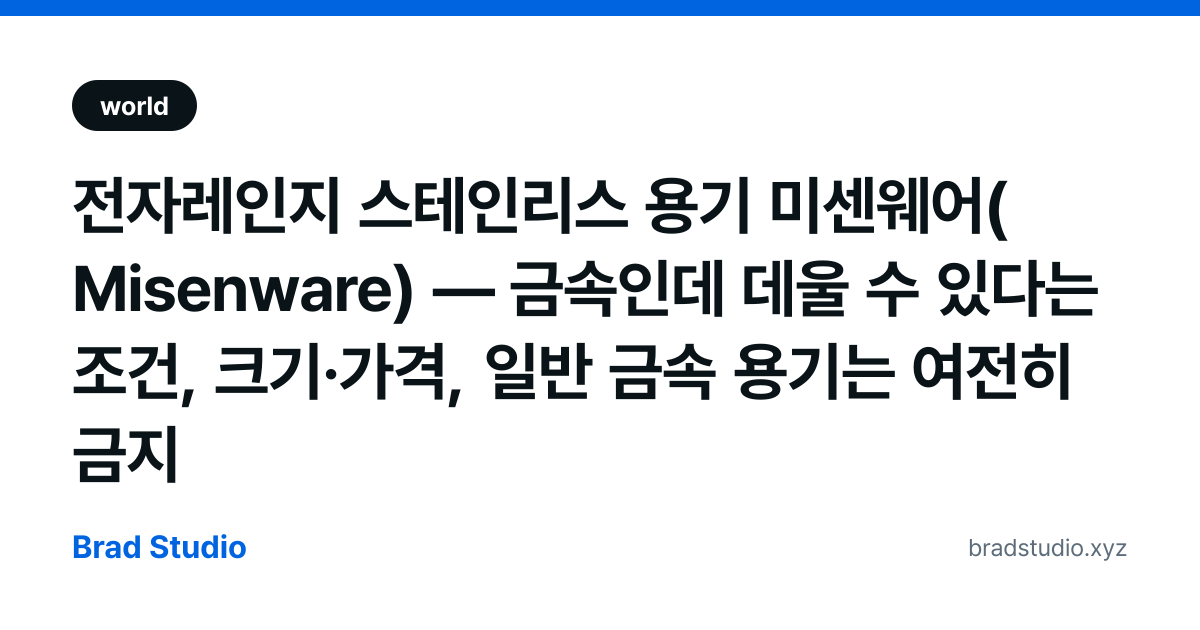 world
전자레인지 스테인리스 용기 미센웨어(
Misenware) — 금속인데 데울 수 있다는
조건, 크기·가격, 일반 금속 용기는 여전히
금지
Brad Studio
bradstudio.xyz